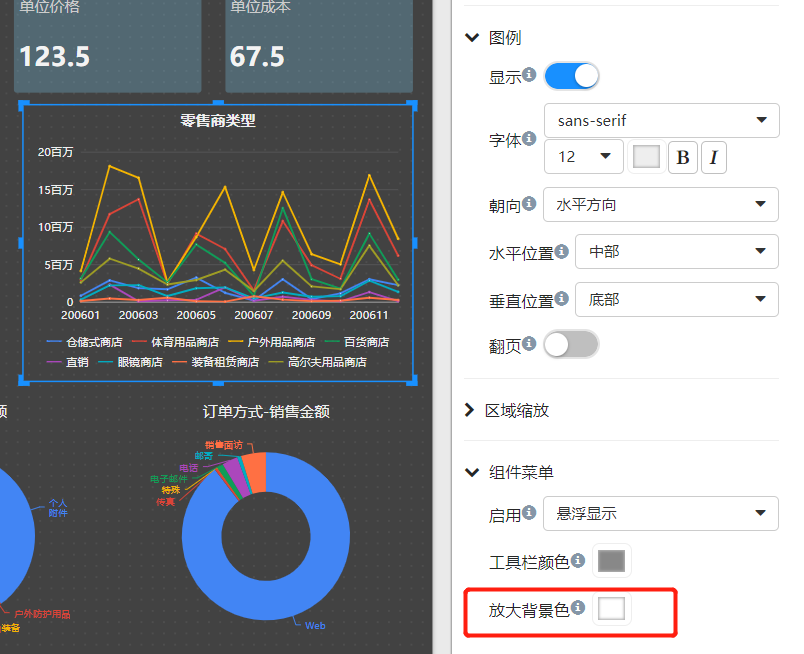 单位价格
单位成本
123.5
67.5
零售商类型
20百万
15百万
10百万
5百万
0
200601 200603 200605 200607 200609 200611
仓储式商店 体育用品商店 户外用品商店 百货商店
直销 眼镜商店 装备租赁商店 高尔夫用品商店
额
订单方式-销售金额
个人
附件
户外防护用品
装备
销售面访
邮寄
电话
电子邮件
特殊
传真
Web
图例
显示
字体
sans-serif
12
B
I
朝向
水平方向
水平位置
中部
垂直位置
底部
翻页
区域缩放
组件菜单
启用
悬浮显示
工具栏颜色
放大背景色